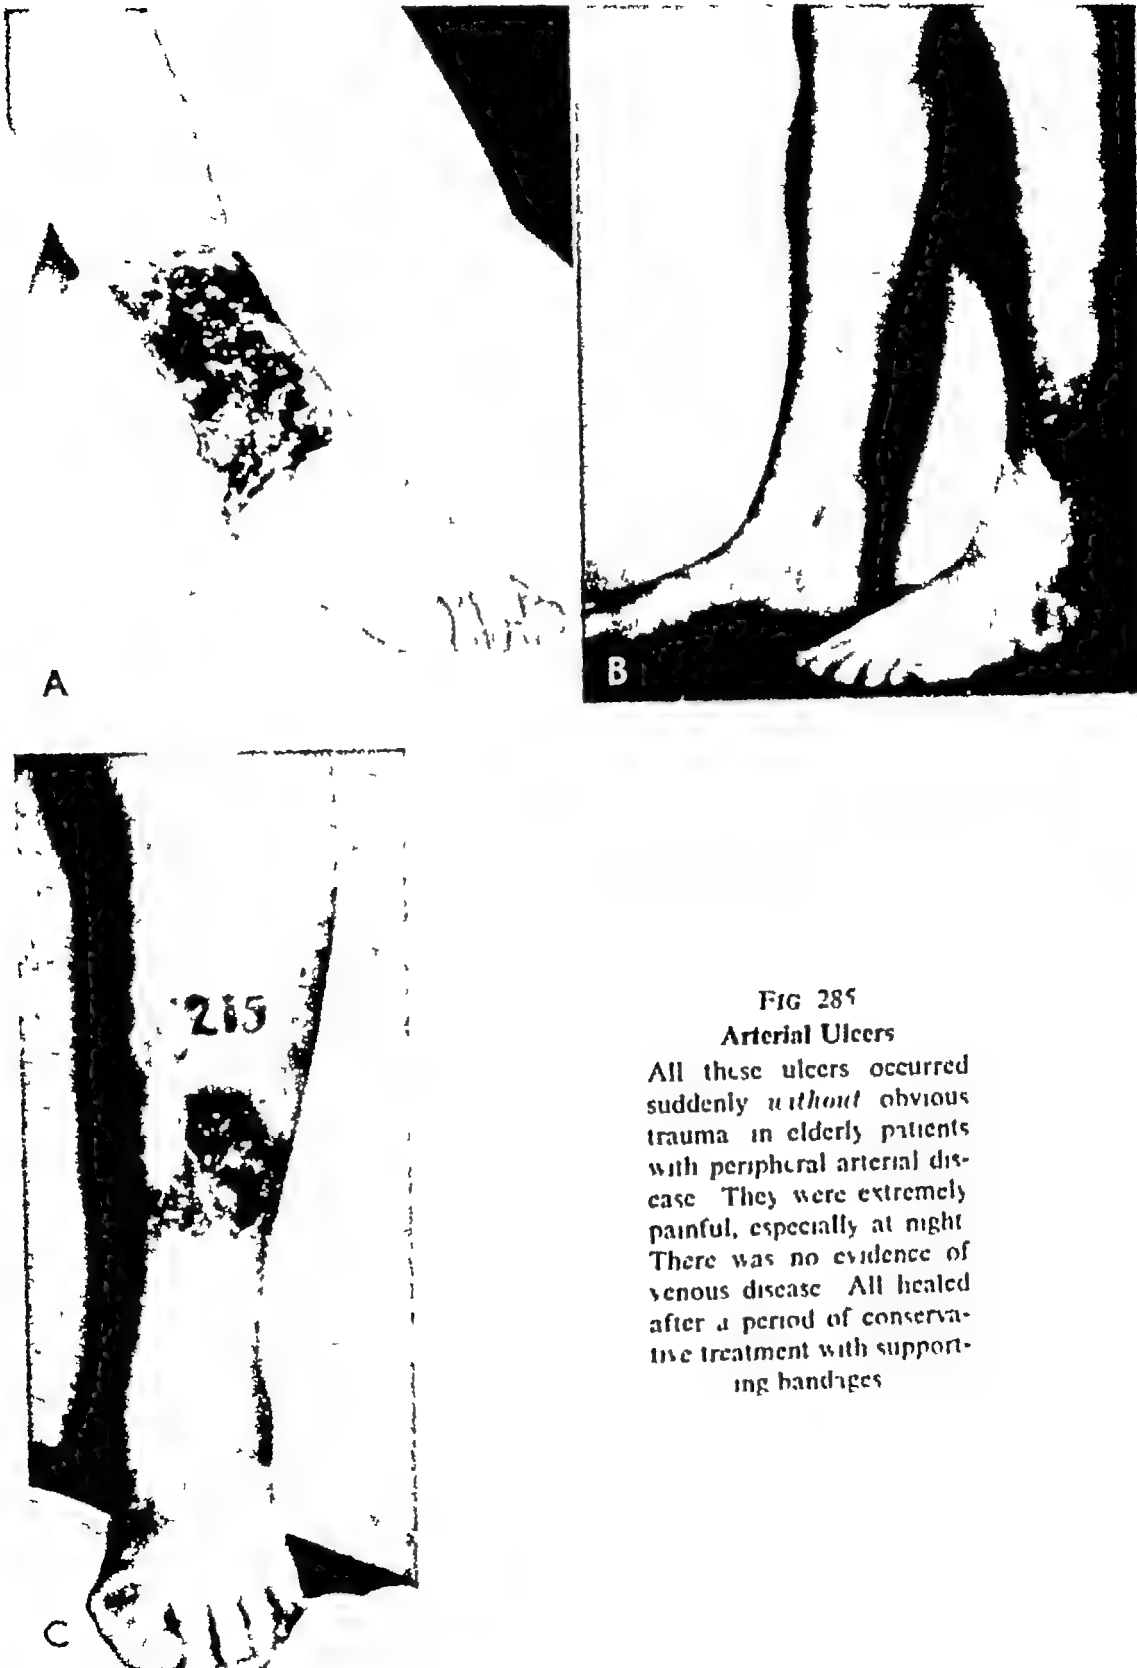 A
B
215
C
FIG 285
Arterial Ulcers
All these ulcers occurred
suddenly without obvious
trauma in elderly patients
with peripheral arterial dis-
ease They were extremely
painful, especially at night
There was no evidence of
venous disease All healed
after a period of conserva-
tive treatment with support-
ing bandages